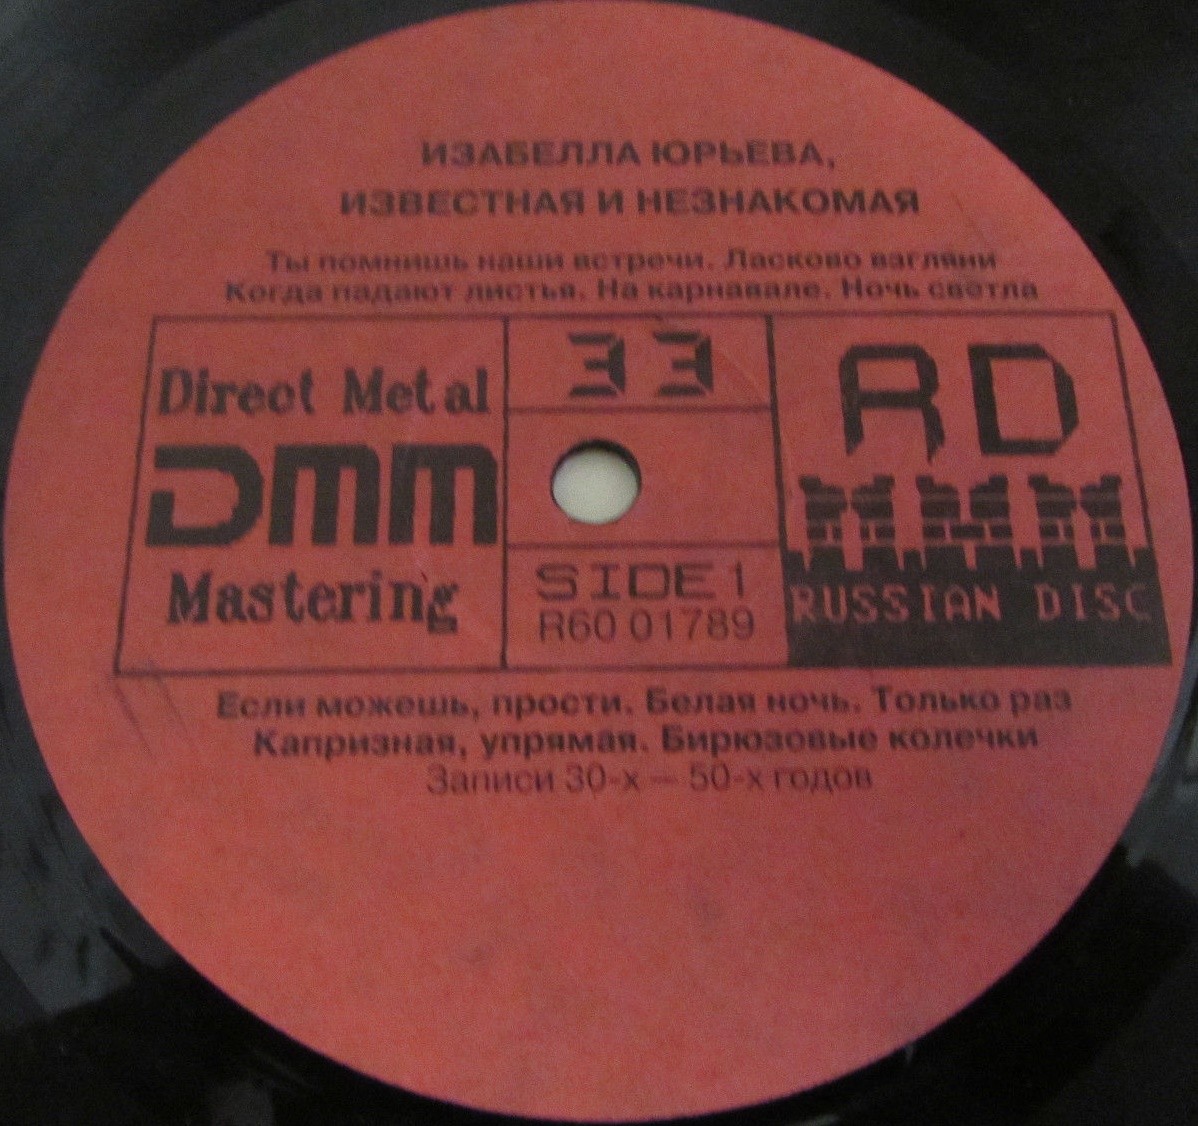 ИЗАБЕЛЛА ЮРЬЕВА,
ИЗВЕСТНАЯ И НЕЗНАКОМАЯ
Ты помнишь наши встречи. Ласково взгляни
Когда падают листья. На карнавале. Ночь светла
Direct Metal
DMM
Mastering
33
SIDE 1
R60 01789
RD
RUSSIAN DISC
Если можешь, прости. Белая ночь. Только раз
Капризная, упрямая. Бирюзовые колечки
Записи 30-х — 50-х годов